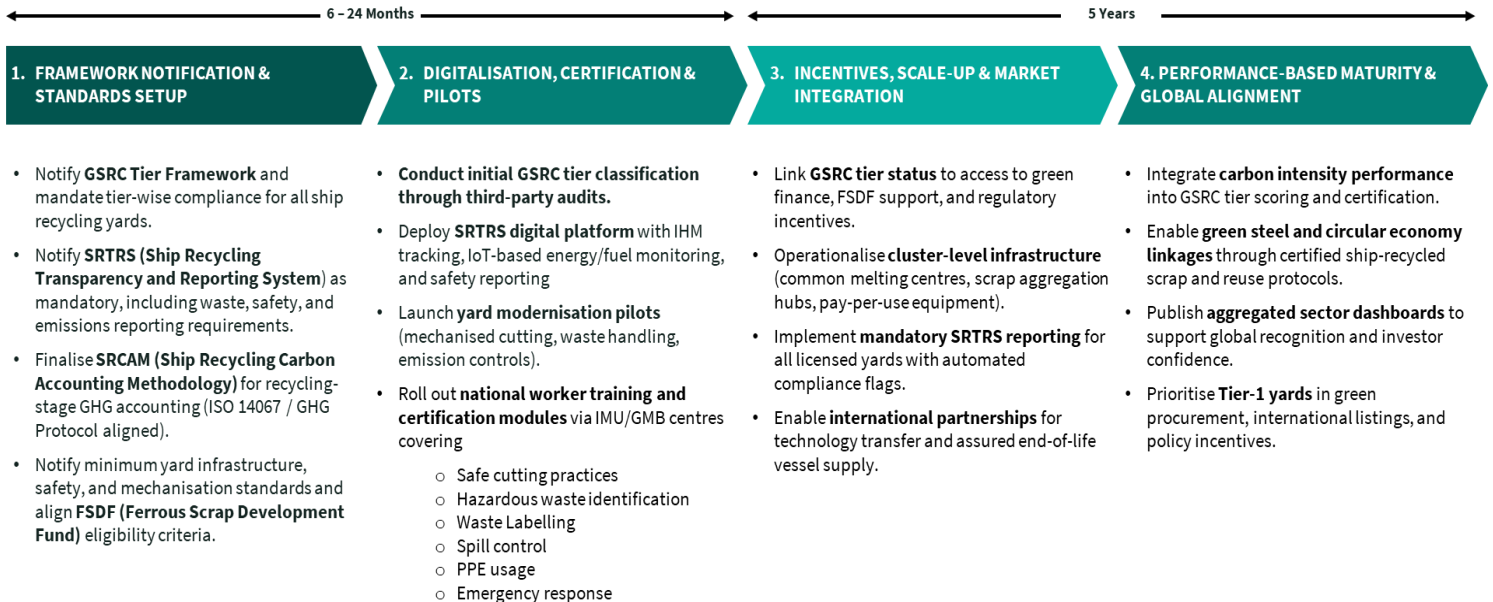 6 – 24 Months
5 Years
1. FRAMEWORK NOTIFICATION &
STANDARDS SETUP
2. DIGITALISATION, CERTIFICATION &
PILOTS
3. INCENTIVES, SCALE-UP & MARKET
INTEGRATION
4. PERFORMANCE-BASED MATURITY &
GLOBAL ALIGNMENT
• Notify GSRC Tier Framework and
mandate tier-wise compliance for all ship
recycling yards.
• Notify SRTRS (Ship Recycling
Transparency and Reporting System) as
mandatory, including waste, safety, and
emissions reporting requirements.
• Finalise SRCAM (Ship Recycling Carbon
Accounting Methodology) for recycling-
stage GHG accounting (ISO 14067 / GHG
Protocol aligned).
• Notify minimum yard infrastructure,
safety, and mechanisation standards and
align FSDF (Ferrous Scrap Development
Fund) eligibility criteria.
• Conduct initial GSRC tier classification
through third-party audits.
• Deploy SRTRS digital platform with IHM
tracking, IoT-based energy/fuel monitoring,
and safety reporting
• Launch yard modernisation pilots
(mechanised cutting, waste handling,
emission controls).
• Roll out national worker training and
certification modules via IMU/GMB centres
covering
o Safe cutting practices
o Hazardous waste identification
o Waste Labelling
o Spill control
o PPE usage
o Emergency response
• Link GSRC tier status to access to green
finance, FSDF support, and regulatory
incentives.
• Operationalise cluster-level infrastructure
(common melting centres, scrap aggregation
hubs, pay-per-use equipment).
• Implement mandatory SRTRS reporting for
all licensed yards with automated
compliance flags.
• Enable international partnerships for
technology transfer and assured end-of-life
vessel supply.
• Integrate carbon intensity performance
into GSRC tier scoring and certification.
• Enable green steel and circular economy
linkages through certified ship-recycled
scrap and reuse protocols.
• Publish aggregated sector dashboards to
support global recognition and investor
confidence.
• Prioritise Tier-1 yards in green
procurement, international listings, and
policy incentives.